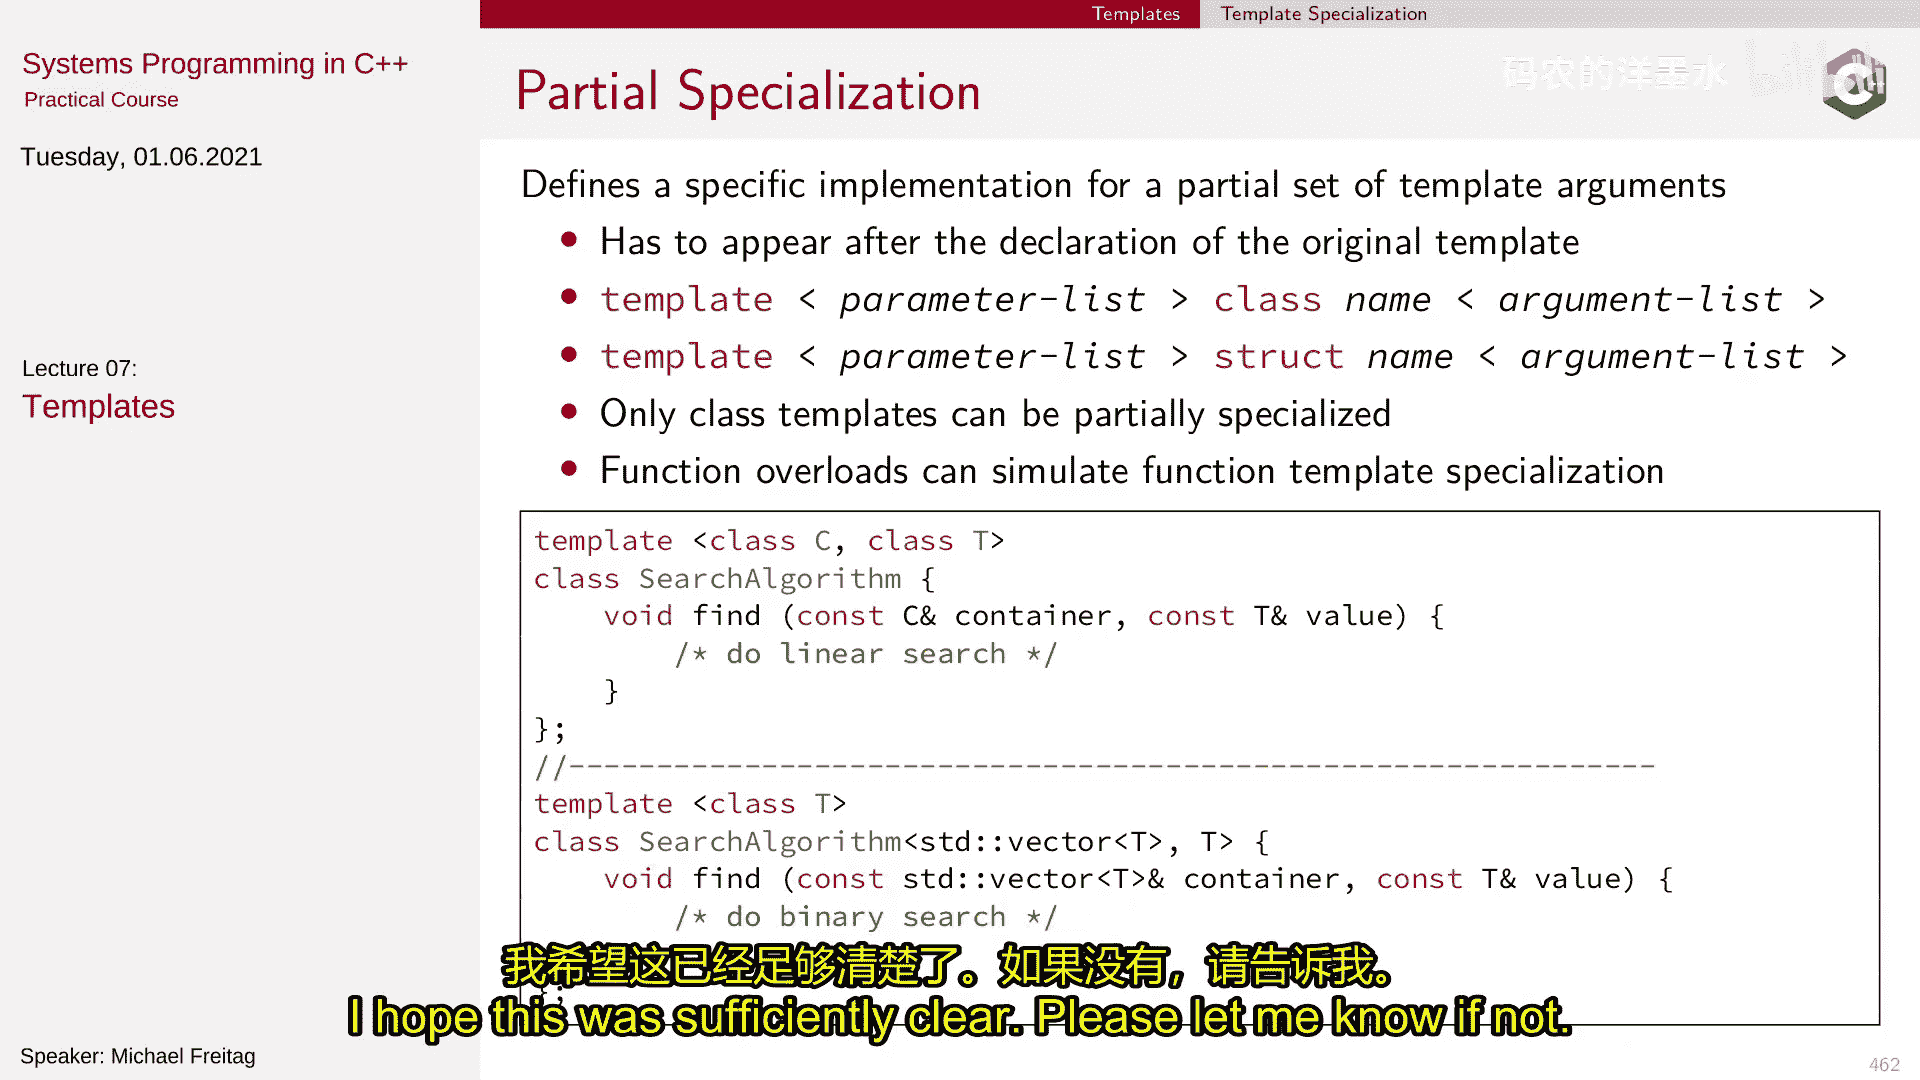 Templates
Template Specialization
Systems Programming in C++
Practical Course
Tuesday, 01.06.2021
Lecture 07:
Templates
Partial Specialization
码农的洋墨水
Defines a specific implementation for a partial set of template arguments
• Has to appear after the declaration of the original template
• template < parameter-list > class name < argument-list >
• template < parameter-list > struct name < argument-list >
• Only class templates can be partially specialized
• Function overloads can simulate function template specialization
template <class C, class T>
class SearchAlgorithm {
    void find (const C& container, const T& value) {
        /* do linear search */
    }
};
//--------------------------------------------------------------
template <class T>
class SearchAlgorithm<std::vector<T>, T> {
    void find (const std::vector<T>& container, const T& value) {
        /* do binary search */
};
我希望这已经足够清楚了。如果没有，请告诉我。
I hope this was sufficiently clear. Please let me know if not.
Speaker: Michael Freitag
462